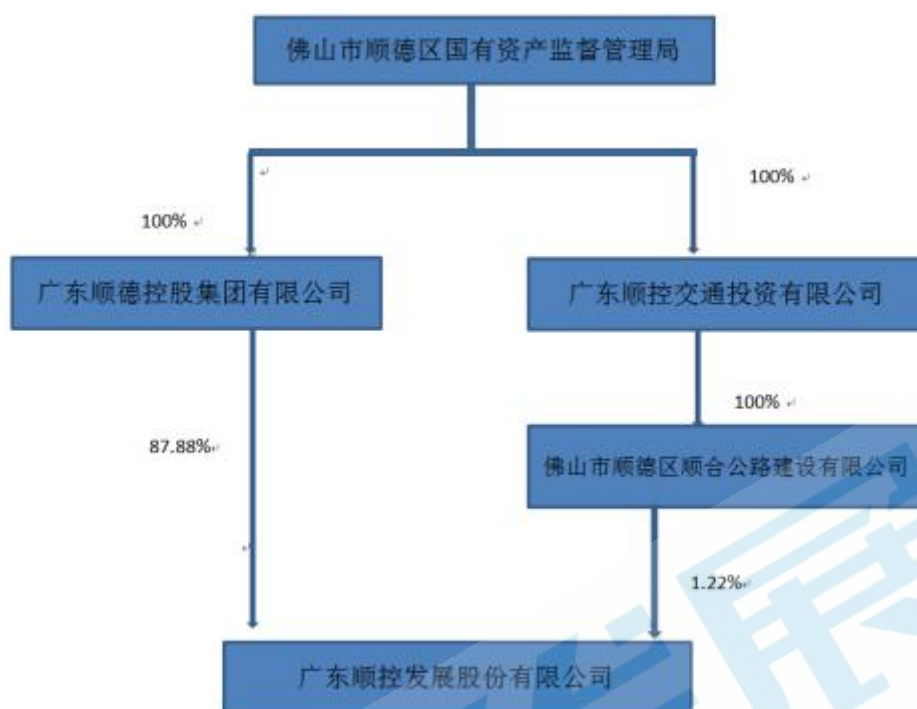 佛山市顺德区国有资产监督管理局
100%
100%
广东顺德控股集团有限公司
广东顺控交通投资有限公司
100%
87.88%
佛山市顺德区顺合公路建设有限公司
1.22%
广东顺控发展股份有限公司